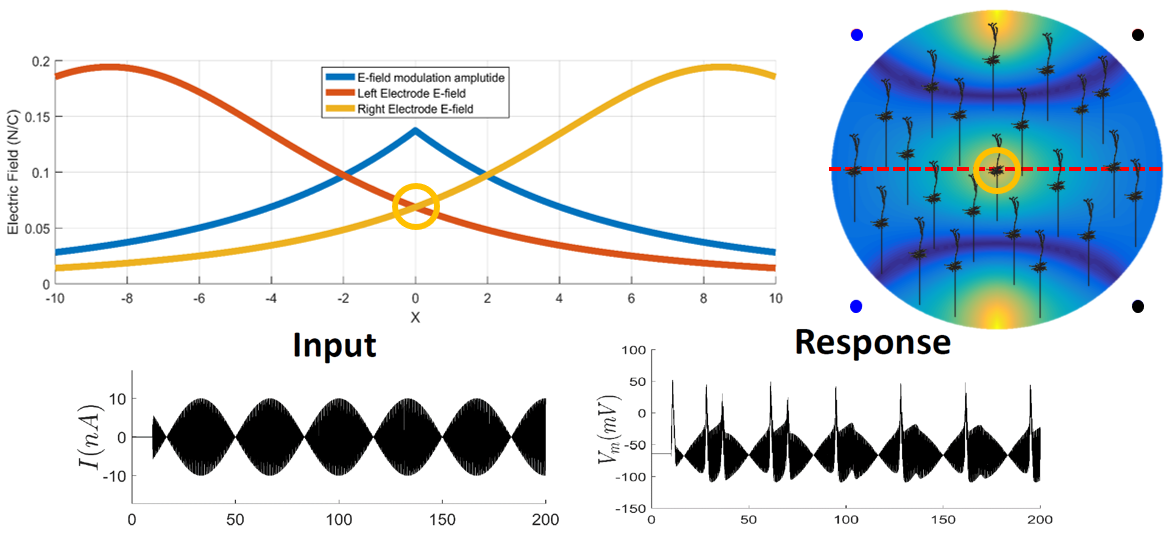 E-field modulation amplutide
Left Electrode E-field
Right Electrode E-field
Electric Field (N/C)
0.2
0.15
0.1
0.05
0
-10 -8 -6 -4 -2 0 2 4 6 8 10
X
Input
I(nA)
10
0
-10
0 50 100 150 200
Response
Vm(mV)
100
50
0
-50
-100
-150
0 50 100 150 200